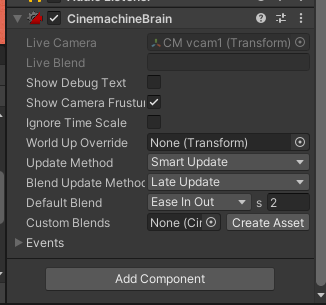 CinemachineBrain
Live Camera CM vcam1 (Transform)
Live Blend
Show Debug Text
Show Camera Frustur
Ignore Time Scale
World Up Override None (Transform)
Update Method Smart Update
Blend Update Method Late Update
Default Blend Ease In Out s 2
Custom Blends None (Cir Create Asset
Events
Add Component